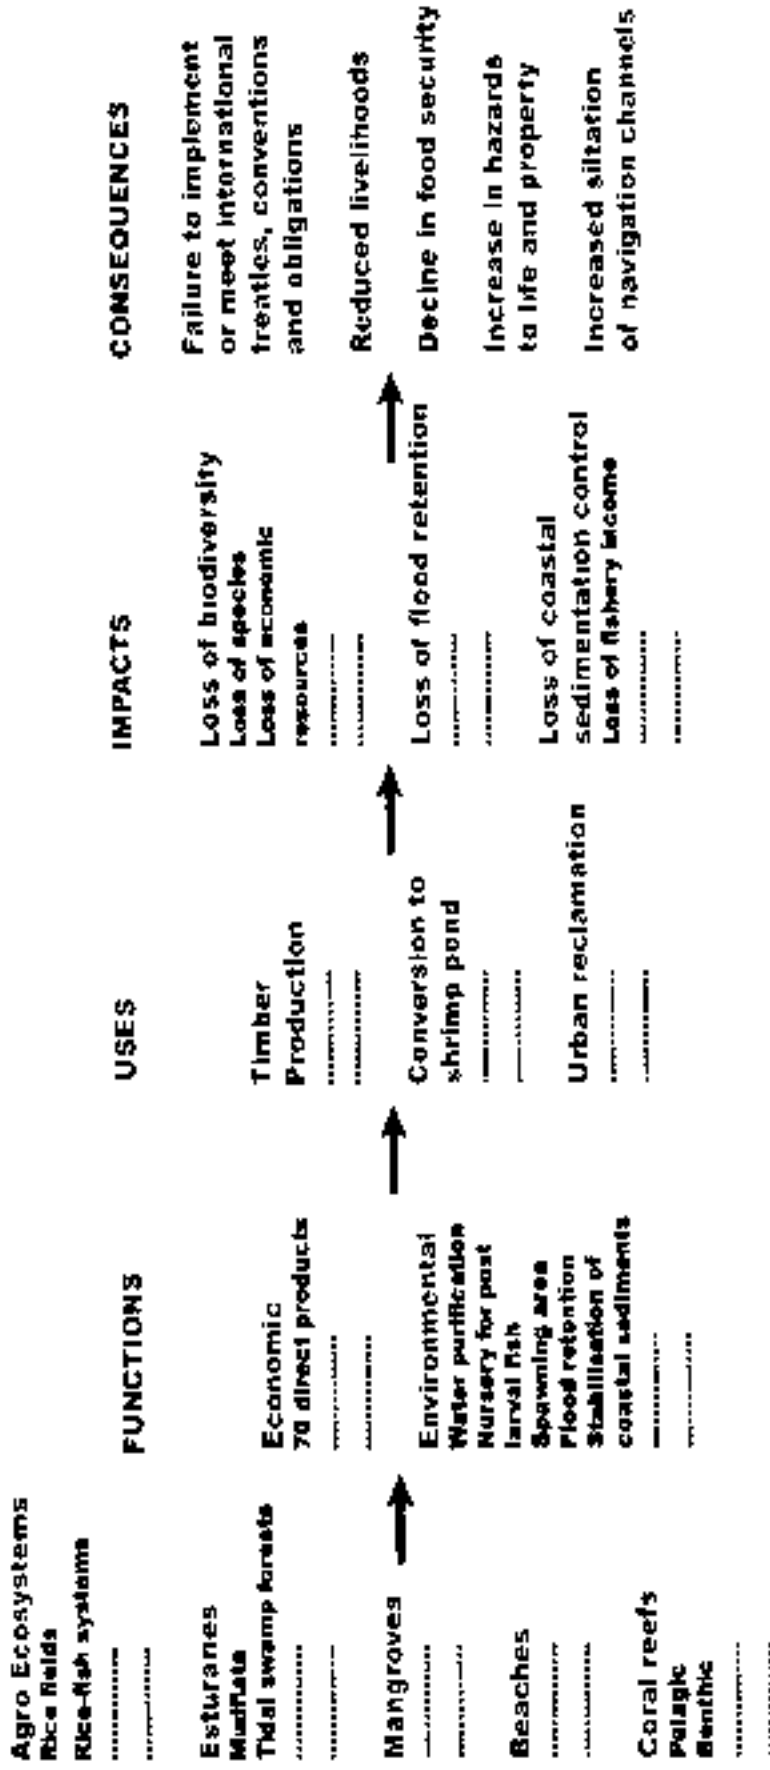 Agro Ecosystems
Rice fields
Rice-fish systems
Esturanes
Mudflats
Tidal swamp forests
Mangroves
Beaches
Coral reefs
Pelagic
Benthic
FUNCTIONS
Economic
70 direct products
Environmental
Water purification
Nursery for post
larval fish
Spawning area
Flood retention
Stabilisation of
coastal sediments
USES
Timber
Production
Conversion to
shrimp pond
Urban reclamation
IMPACTS
Loss of biodiversity
Loss of species
Loss of economic
resources
Loss of flood retention
Loss of coastal
sedimentation control
Loss of fishery income
CONSEQUENCES
Failure to implement
or meet international
treaties, conventions
and obligations
Reduced livelihoods
Decline in food security
Increase in hazards
to life and property
Increased siltation
of navigation channels